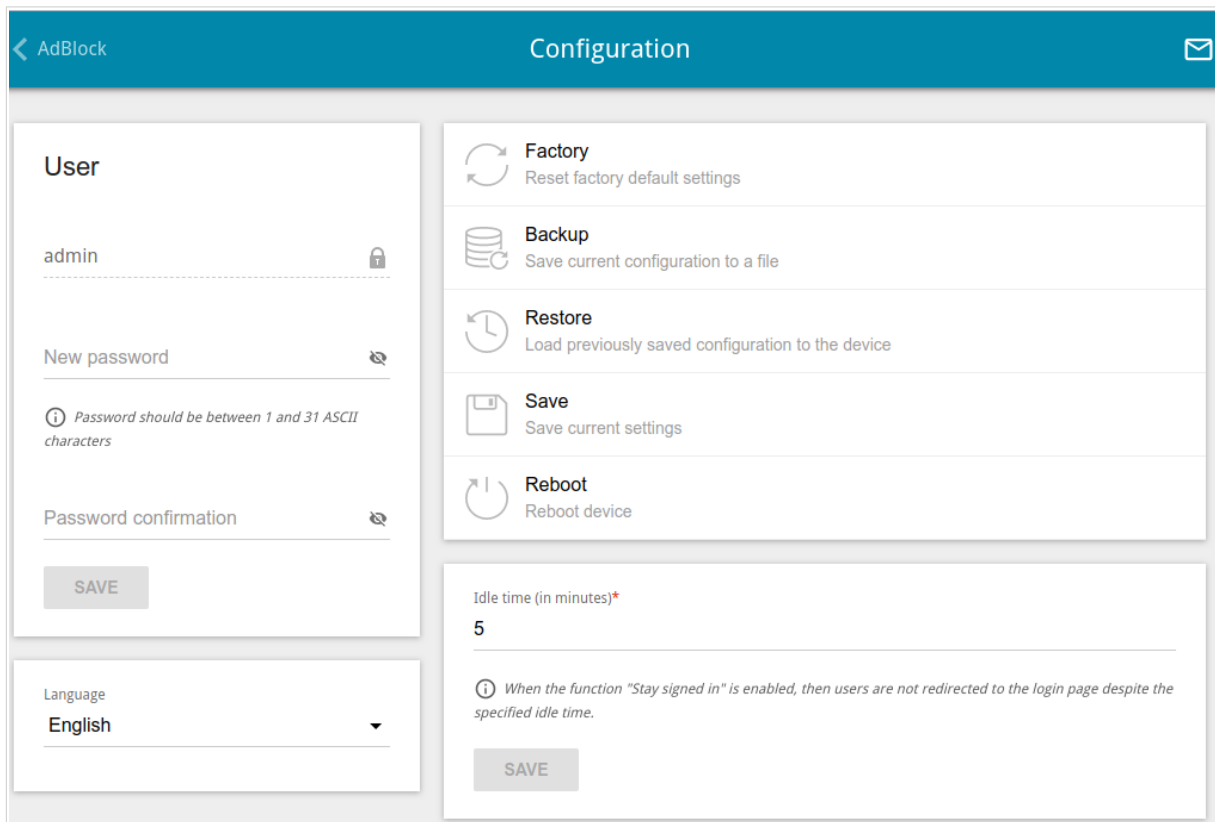 AdBlock
Configuration
User
admin
New password
Password should be between 1 and 31 ASCII
characters
Password confirmation
SAVE
Language
English
Factory
Reset factory default settings
Backup
Save current configuration to a file
Restore
Load previously saved configuration to the device
Save
Save current settings
Reboot
Reboot device
Idle time (in minutes)*
5
When the function "Stay signed in" is enabled, then users are not redirected to the login page despite the
specified idle time.
SAVE